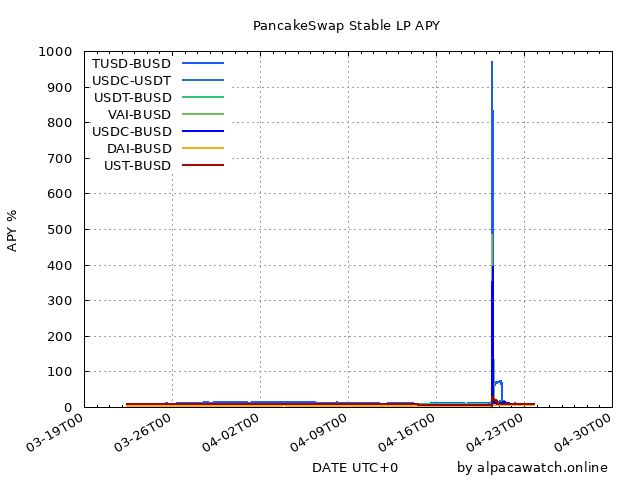 PancakeSwap Stable LP APY
1000
900
800
700
600
500
400
300
200
100
0
APY %
TUSD-BUSD
USDC-USDT
USDT-BUSD
VAI-BUSD
USDC-BUSD
DAI-BUSD
UST-BUSD
03-19T00
03-26T00
04-02T00
04-09T00
04-16T00
04-23T00
04-30T00
DATE UTC+0
by alpacawatch.online